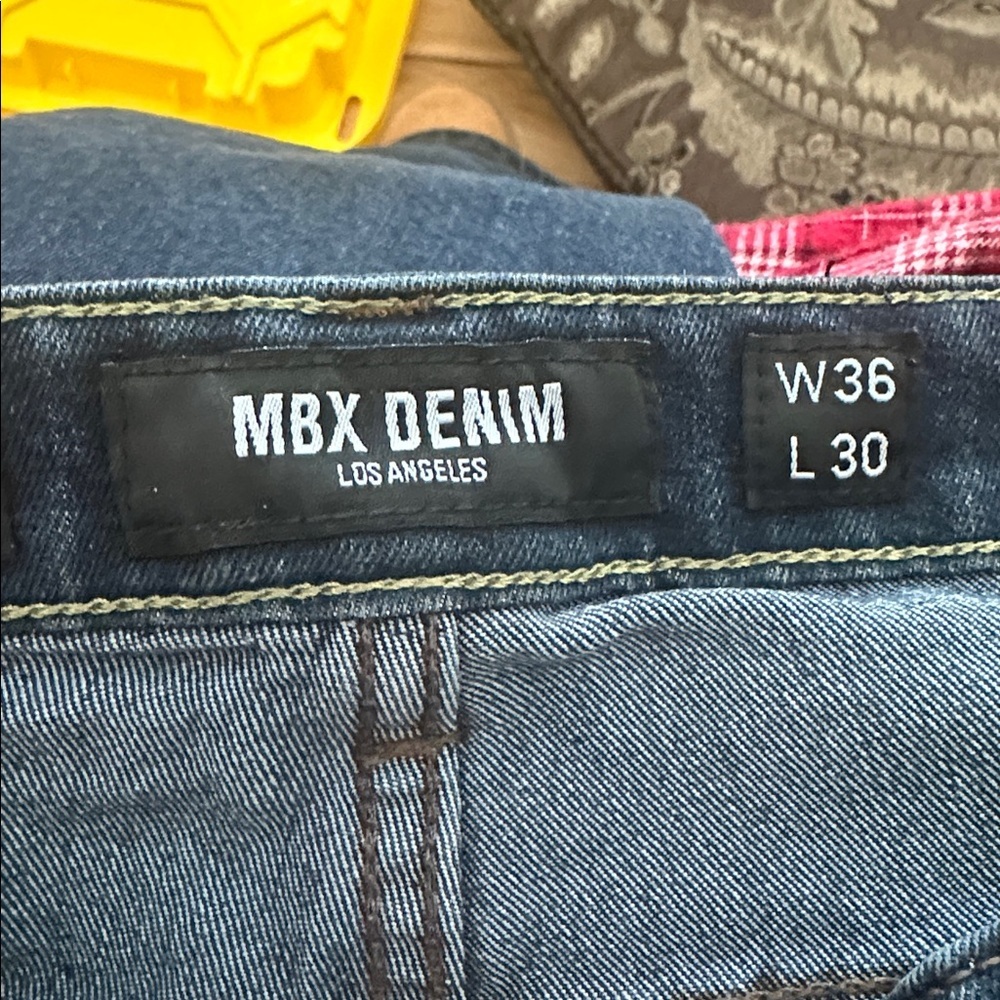 MBX DENIM
LOS ANGELES
W36
L 30